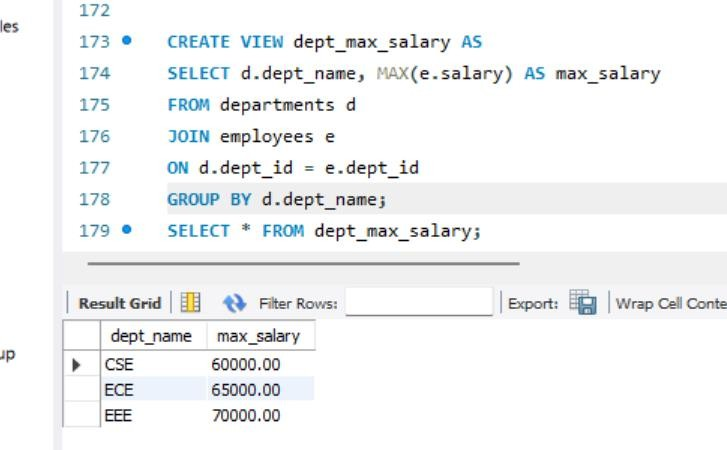 172
les
173 CREATE VIEW dept_max_salary AS
174 SELECT d.dept_name, MAX(e.salary) AS max_salary
175 FROM departments d
176 JOIN employees e
177 ON d.dept_id = e.dept_id
178 GROUP BY d.dept_name;
179 SELECT * FROM dept_max_salary;
Result Grid Filter Rows: Export: Wrap Cell Conte
dept_name max_salary
up
CSE 60000.00
ECE 65000.00
EEE 70000.00